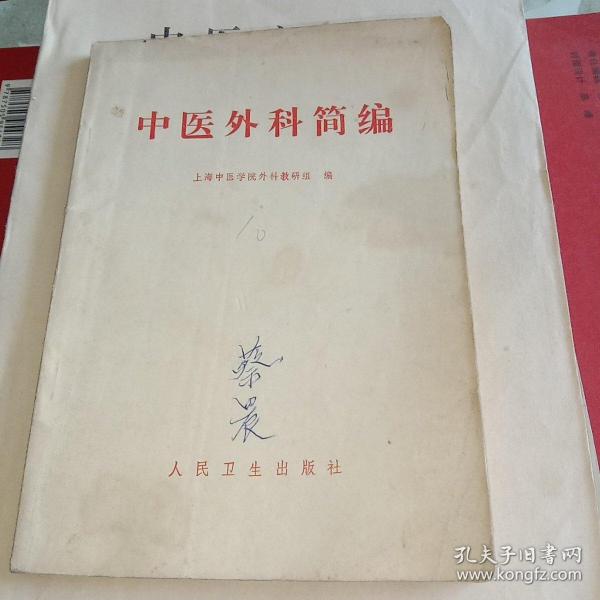 中医外科简编
上海中医学院外科教研组 编
10
蔡
晨
人民卫生出版社
孔夫子旧书网
www.kongfz.com